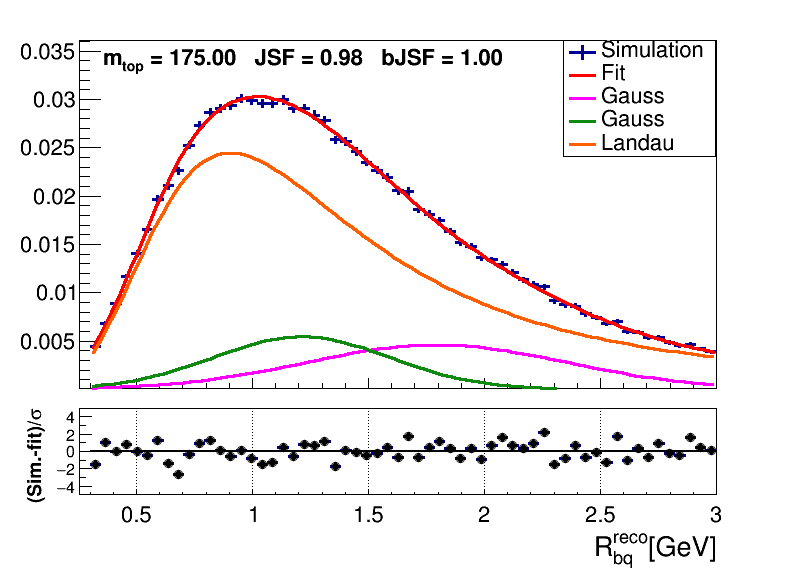 m_top = 175.00 JSF = 0.98 bJSF = 1.00
Simulation
Fit
Gauss
Gauss
Landau
0.035
0.03
0.025
0.02
0.015
0.01
0.005
(Sim.-fit)/σ
4
2
0
−2
−4
0.5 1 1.5 2 2.5 3
R_bq^reco[GeV]